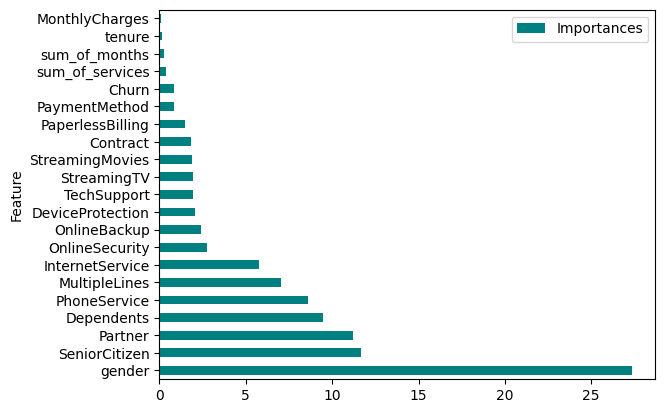 MonthlyCharges
tenure
sum_of_months
sum_of_services
Churn
PaymentMethod
PaperlessBilling
Contract
StreamingMovies
StreamingTV
TechSupport
DeviceProtection
OnlineBackup
OnlineSecurity
InternetService
MultipleLines
PhoneService
Dependents
Partner
SeniorCitizen
gender
Feature
Importances
0 5 10 15 20 25